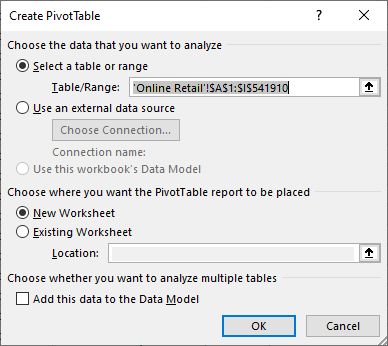 Create PivotTable
?
×
Choose the data that you want to analyze
Select a table or range
Table/Range: 'Online Retail'!$A$1:$I$541910
Use an external data source
Choose Connection...
Connection name:
Use this workbook's Data Model
Choose where you want the PivotTable report to be placed
New Worksheet
Existing Worksheet
Location:
Choose whether you want to analyze multiple tables
Add this data to the Data Model
OK
Cancel